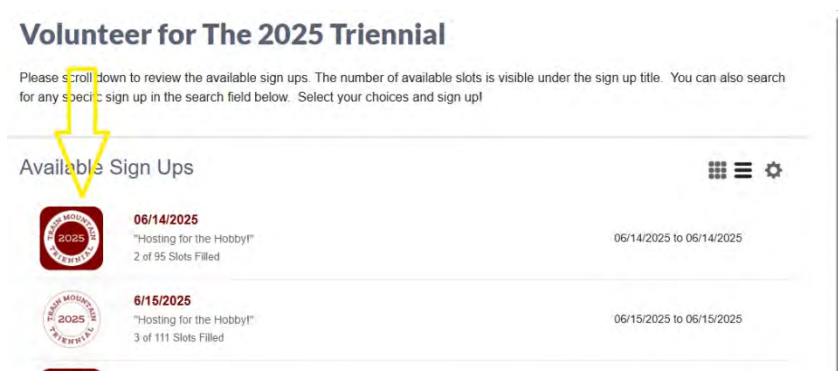 Volunteer for The 2025 Triennial
Please scroll down to review the available sign ups. The number of available slots is visible under the sign up title. You can also search
for any specific sign up in the search field below. Select your choices and sign up!
Available Sign Ups
TRAIN MOUNTAIN
2025
TRIENNIAL
06/14/2025
"Hosting for the Hobby!"
2 of 95 Slots Filled
06/14/2025 to 06/14/2025
TRAIN MOUNTAIN
2025
TRIENNIAL
6/15/2025
"Hosting for the Hobby!"
3 of 111 Slots Filled
06/15/2025 to 06/15/2025